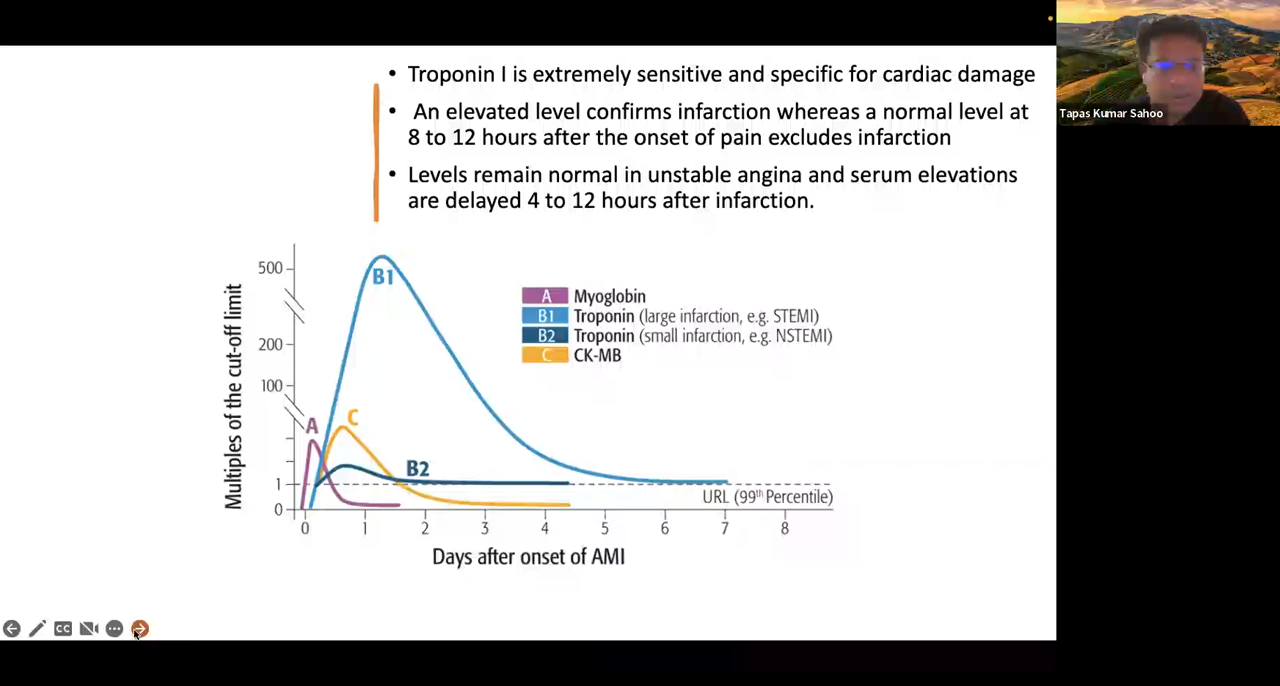 • Troponin I is extremely sensitive and specific for cardiac damage
• An elevated level confirms infarction whereas a normal level at
8 to 12 hours after the onset of pain excludes infarction
• Levels remain normal in unstable angina and serum elevations
are delayed 4 to 12 hours after infarction.
Tapas Kumar Sahoo
Multiples of the cut-off limit
500
200
100
1
0
A
B1
C
B2
A Myoglobin
B1 Troponin (large infarction, e.g. STEMI)
B2 Troponin (small infarction, e.g. NSTEMI)
C CK-MB
URL (99th Percentile)
0 1 2 3 4 5 6 7 8
Days after onset of AMI
CC